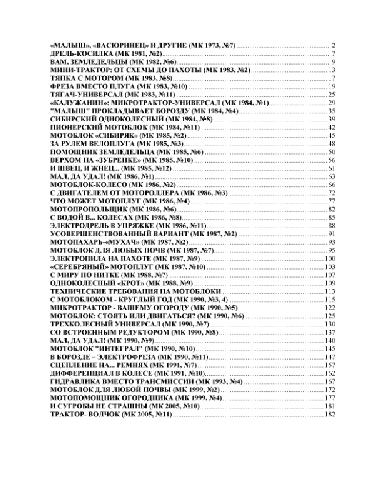 «МАЛЫШ», «ВАСЮРИНЕЦ» И ДРУГИЕ (МК 1973, №7) ... 2
ДРЕЛЬ-КОСИЛКА (МК 1981, №2) ... 7
ВАМ, ЗЕМЛЕДЕЛЬЦЫ (МК 1982, №6) ... 9
МИНИ-ТРАКТОР: ОТ СХЕМЫ ДО ПАХОТЫ (МК 1982, №2) ... 13
ТЯПКА С МОТОРОМ (МК 1983, №8) ... 17
ФРЕЗА ВМЕСТО ПЛУГА (МК 1983, №10) ... 19
ТЯГАЧ-УНИВЕРСАЛ (МК 1983, №11) ... 25
«КАЛУЖАНИН»: МИКРОТРАКТОР-УНИВЕРСАЛ (МК 1984, №1) ... 29
"МАЛЫШ" ПРОКЛАДЫВАЕТ БОРОЗДУ (МК 1984, №4) ... 35
СИБИРСКИЙ ОДНОКОЛЕСНЫЙ (МК 1984, №8) ... 39
ПИОНЕРСКИЙ МОТОБЛОК (МК 1984, №11) ... 42
МОТОБЛОК «СИБИРЯК» (МК 1985, №2) ... 45
ЗА РУЛЕМ ВЕЛОПЛУГА (МК 1985, №3) ... 48
ПОМОЩНИК ЗЕМЛЕДЕЛЬЦА (МК 1985, №6) ... 50
ВЕРХОМ НА «ЗУБРЕНКЕ» (МК 1985, №10) ... 56
И ШВЕЦ, И ЖНЕЦ... (МК 1985, №12) ... 61
МАЛ, ДА УДАЛ! (МК 1986, №1) ... 63
МОТОБЛОК-КОЛЕСО (МК 1986, №2) ... 66
С ДВИГАТЕЛЕМ ОТ МОТОРОЛЛЕРА (МК 1986, №3) ... 72
ЧТО МОЖЕТ МОТОПЛУГ (МК 1986, №4) ... 77
МОТОПРОПОЛЬЩИК (МК 1986, №6) ... 82
С ВОДОЙ В... КОЛЕСАХ (МК 1986, №8) ... 85
ЭЛЕКТРОДРЕЛЬ В УПРЯЖКЕ (МК 1986, №11) ... 88
УСОВЕРШЕНСТВОВАННЫЙ ВАРИАНТ (МК 1987, №2) ... 91
МОТОПАХАРЬ-«МУХАЧ» (МК 1987, №2) ... 93
МОТОБЛОК ДЛЯ ЛЮБЫХ ПОЧВ (МК 1987, №7) ... 95
ЭЛЕКТРОПИЛА НА ПАХОТЕ (МК 1987, №9) ... 100
«СЕРЕБРЯНЫЙ» МОТОПЛУГ (МК 1987, №10) ... 103
С МИРУ ПО НИТКЕ (МК 1988, №7) ... 107
ОДНОКОЛЕСНЫЙ «КРОТ» (МК 1988, №9) ... 109
ТЕХНИЧЕСКИЕ ТРЕБОВАНИЯ НА МОТОБЛОКИ ... 113
С МОТОБЛОКОМ - КРУГЛЫЙ ГОД (МК 1990, №3, 4) ... 115
МИКРОТРАКТОР - ВАШЕМУ ОГОРОДУ (МК 1990, №5) ... 122
МОТОБЛОК: СТОЯТЬ ИЛИ ДВИГАТЬСЯ? (МК 1990, №6) ... 125
ТРЕХКОЛЕСНЫЙ УНИВЕРСАЛ (МК 1990, №7) ... 130
СО ВСТРОЕННЫМ РЕДУКТОРОМ (МК 1990, №8) ... 137
МАЛ, ДА УДАЛ! (МК 1990, №9) ... 140
МОТОБЛОК "ИНТЕГРАЛ" (МК 1990, №10) ... 145
В БОРОЗДЕ – ЭЛЕКТРОФРЕЗА (МК 1990, №11) ... 147
СЦЕПЛЕНИЕ НА... РЕМНЯХ (МК 1991, №7) ... 157
ДИФФЕРЕНЦИАЛ В КОЛЕСЕ (МК 1991, №10) ... 162
ГИДРАВЛИКА ВМЕСТО ТРАНСМИССИИ (МК 1993, №4) ... 167
МОТОБЛОК ДЛЯ ЛЮБОЙ ПОЧВЫ (МК 1999, №2) ... 172
МОТОПОМОЩНИК ОГОРОДНИКА (МК 1999, №4) ... 177
И СУГРОБЫ НЕ СТРАШНЫ (МК 2005, №10) ... 181
ТРАКТОР- ВОЛЧОК (МК 2005, №11) ... 182